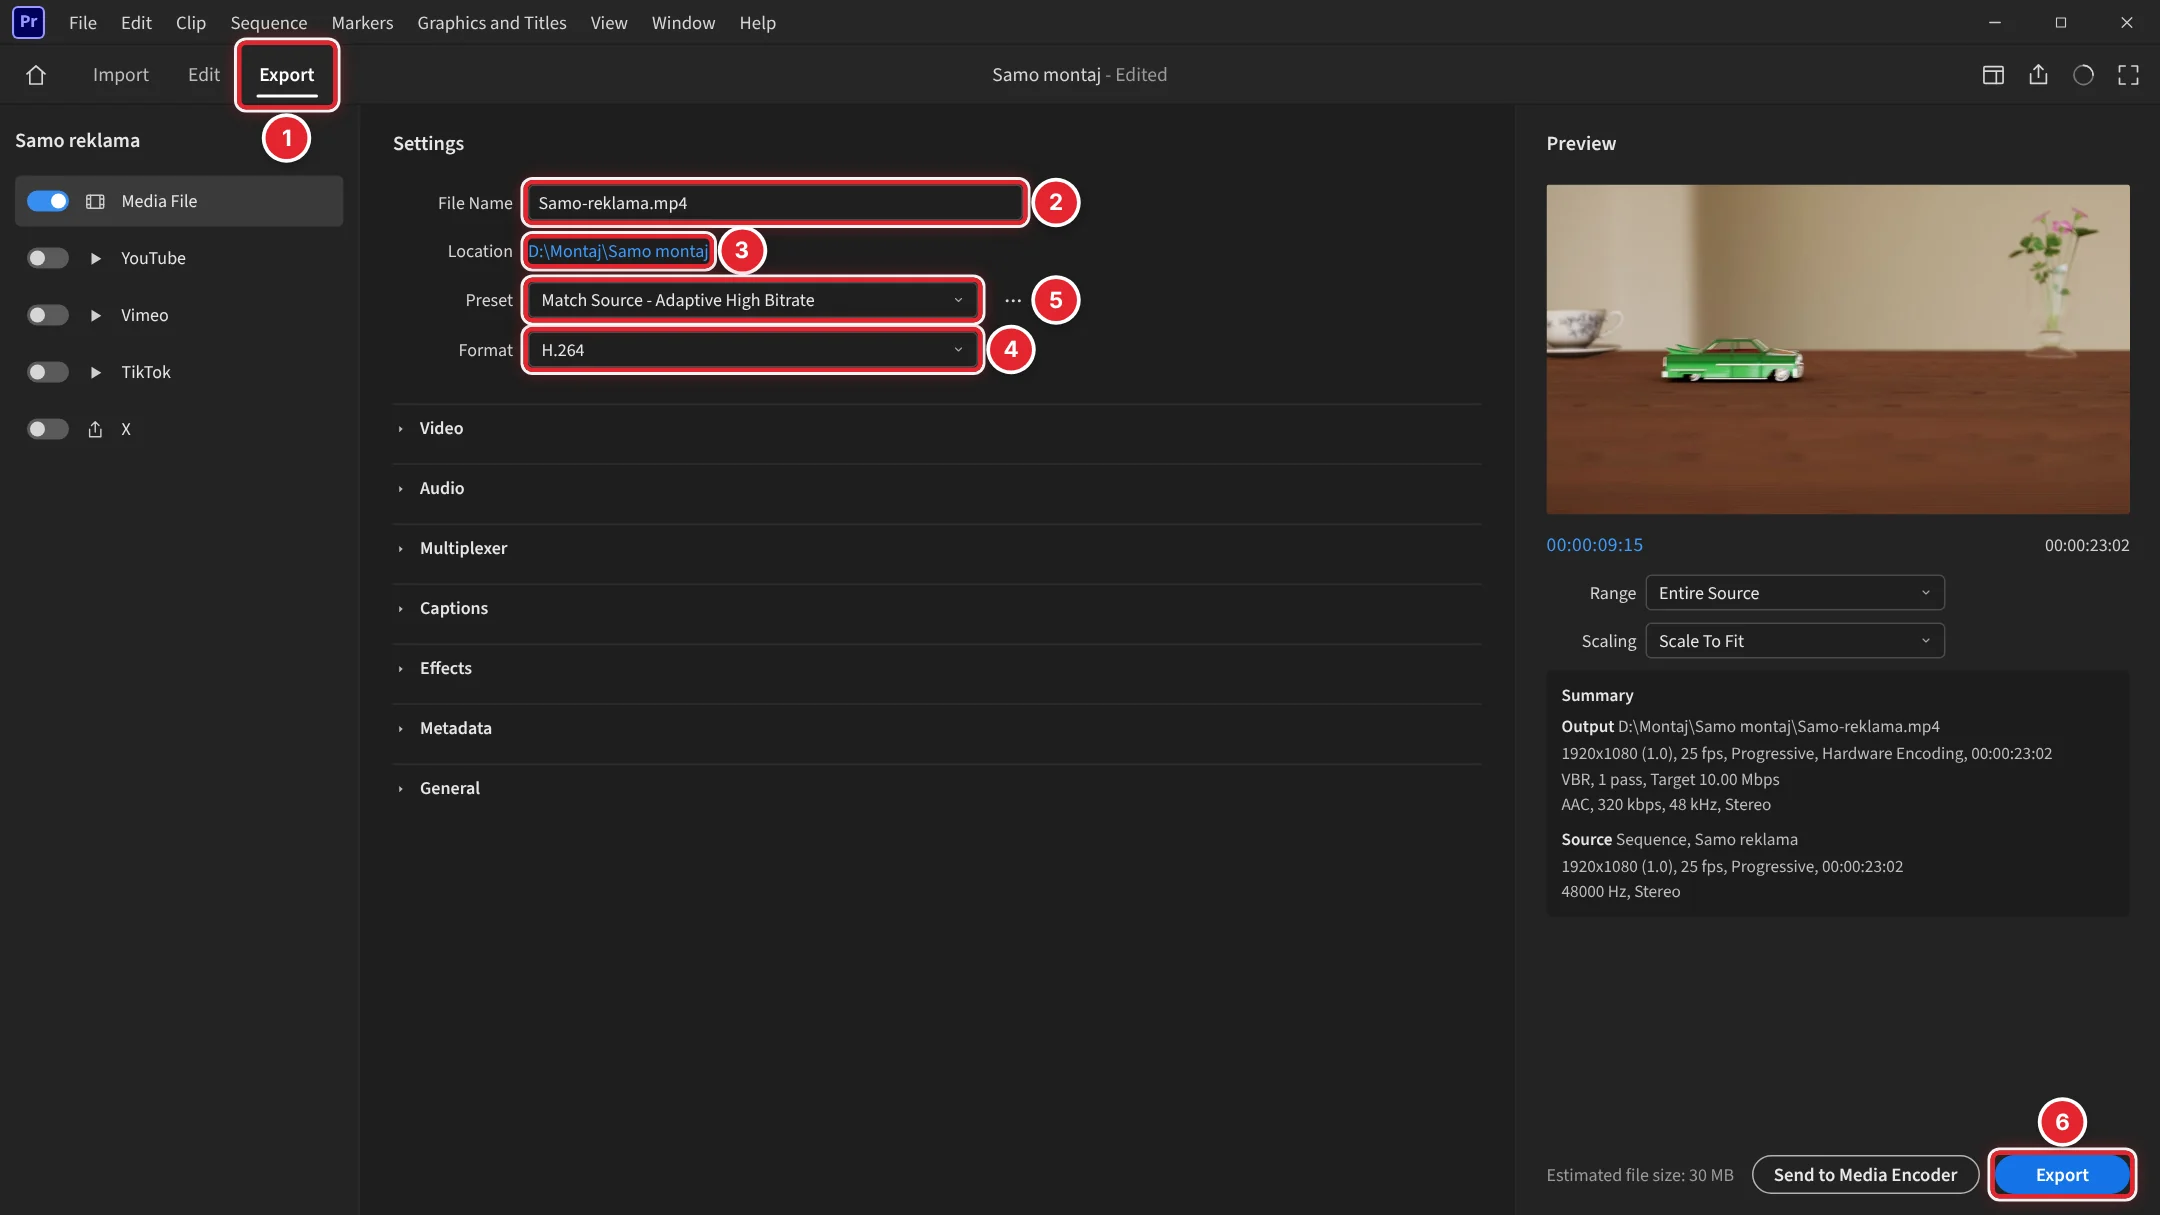 Pr File Edit Clip Sequence Markers Graphics and Titles View Window Help
Import Edit Export Samo montaj - Edited
1
Samo reklama
Media File
YouTube
Vimeo
TikTok
X
Settings
File Name Samo-reklama.mp4 2
Location D:\Montaj\Samo montaj 3
Preset Match Source - Adaptive High Bitrate ... 5
Format H.264 4
Video
Audio
Multiplexer
Captions
Effects
Metadata
General
Preview
00:00:09:15 00:00:23:02
Range Entire Source
Scaling Scale To Fit
Summary
Output D:\Montaj\Samo montaj\Samo-reklama.mp4
1920x1080 (1.0), 25 fps, Progressive, Hardware Encoding, 00:00:23:02
VBR, 1 pass, Target 10.00 Mbps
AAC, 320 kbps, 48 kHz, Stereo
Source Sequence, Samo reklama
1920x1080 (1.0), 25 fps, Progressive, 00:00:23:02
48000 Hz, Stereo
6
Estimated file size: 30 MB Send to Media Encoder Export